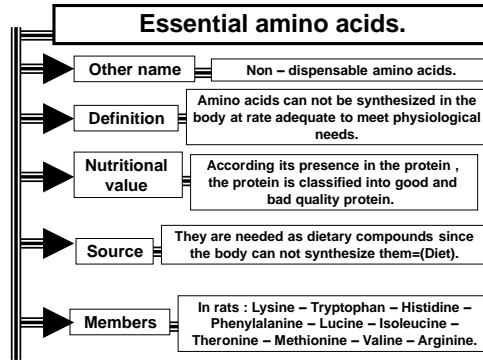 Essential amino acids.
Other name
Non – dispensable amino acids.
Definition
Amino acids can not be synthesized in the
body at rate adequate to meet physiological
needs.
Nutritional
value
According its presence in the protein ,
the protein is classified into good and
bad quality protein.
Source
They are needed as dietary compounds since
the body can not synthesize them=(Diet).
Members
In rats : Lysine – Tryptophan – Histidine –
Phenylalanine – Lucine – Isoleucine –
Theronine – Methionine – Valine – Arginine.